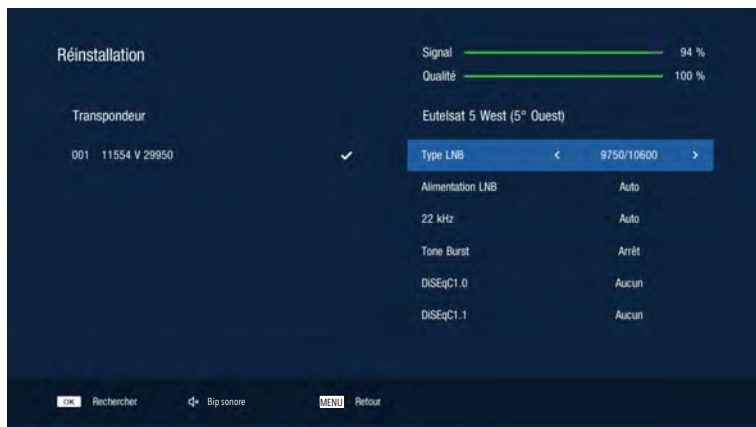 Réinstallation
Signal 94 %
Qualité 100 %
Transpondeur
Eutelsat 5 West (5° Ouest)
001 11554 V 29950
Type LNB < 9750/10600 >
Alimentation LNB Auto
22 kHz Auto
Tone Burst Arrêt
DiSEqC1.0 Aucun
DiSEqC1.1 Aucun
OK Rechercher Bip sonore MENU Retour